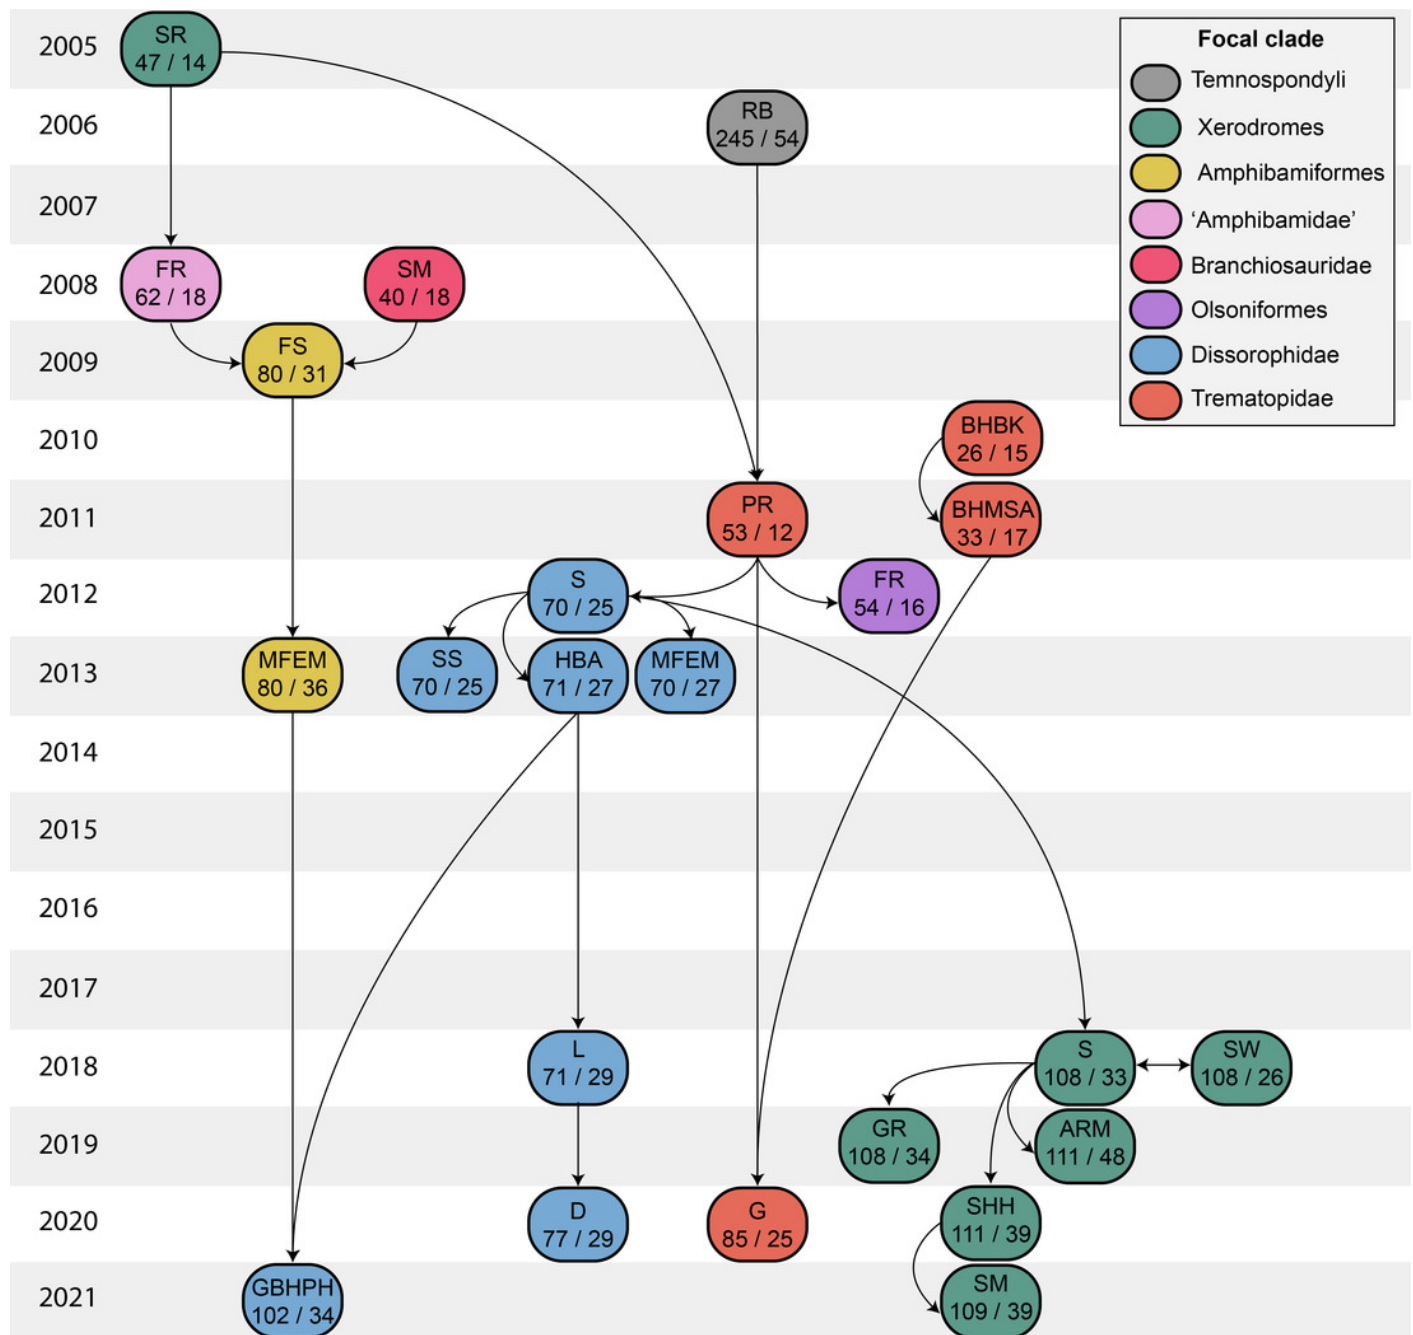 2005
SR
47 / 14
Focal clade
Temnospondyli
Xerodromes
Amphibamiformes
‘Amphibamidae’
Branchiosauridae
Olsoniformes
Dissorophidae
Trematopidae
2006
RB
245 / 54
2007
2008
FR
62 / 18
SM
40 / 18
2009
FS
80 / 31
2010
BHBK
26 / 15
2011
PR
53 / 12
BHMSA
33 / 17
2012
S
70 / 25
FR
54 / 16
2013
MFEM
80 / 36
SS
70 / 25
HBA
71 / 27
MFEM
70 / 27
2014
2015
2016
2017
2018
L
71 / 29
S
108 / 33
SW
108 / 26
2019
GR
108 / 34
ARM
111 / 48
2020
D
77 / 29
G
85 / 25
SHH
111 / 39
2021
GBHPH
102 / 34
SM
109 / 39